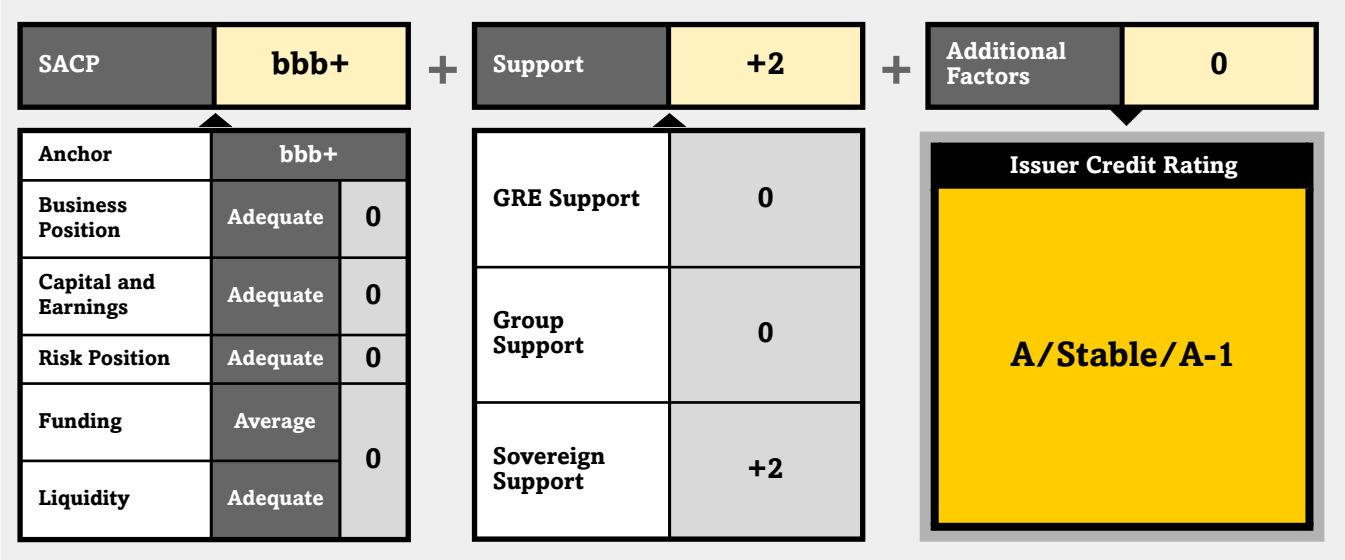 SACP
bbb+
+
Support
+2
+
Additional
Factors
0
Anchor
bbb+
Business
Position
Adequate
0
Capital and
Earnings
Adequate
0
Risk Position
Adequate
0
Funding
Average
0
Liquidity
Adequate
GRE Support
0
Group
Support
0
Sovereign
Support
+2
Issuer Credit Rating
A/Stable/A-1